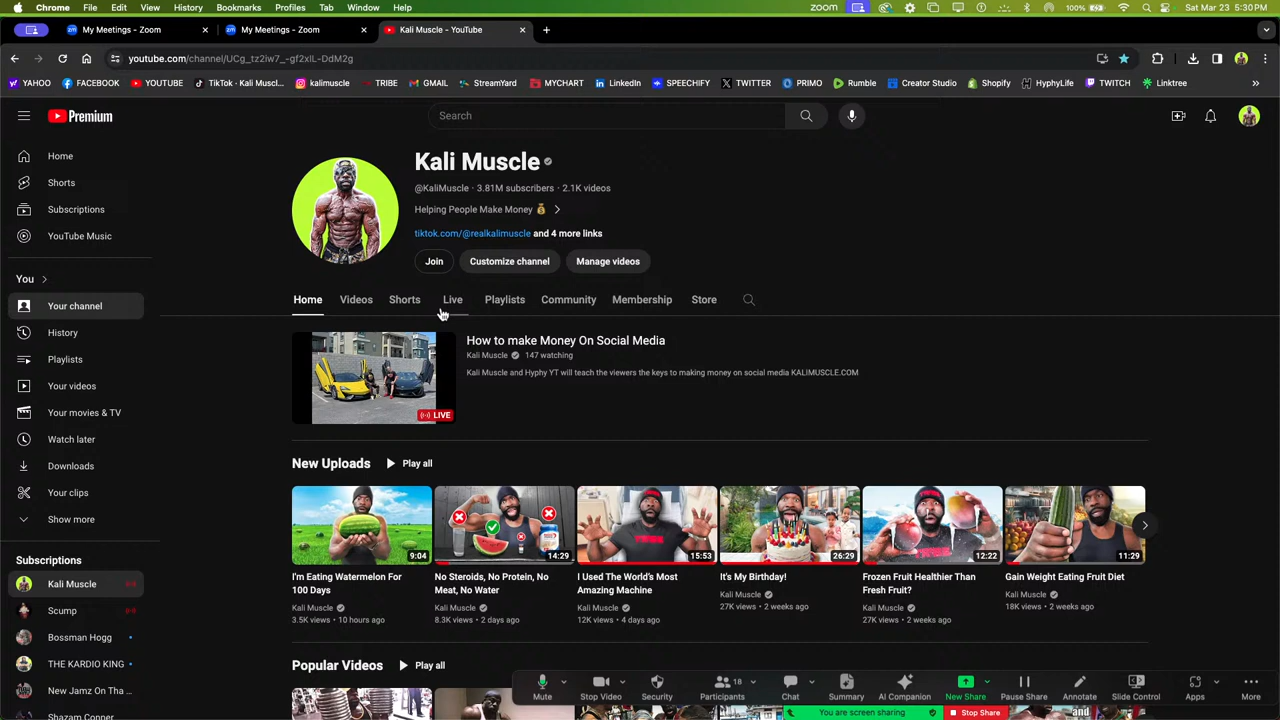 Chrome File Edit View History Bookmarks Profiles Tab Window Help ZOOM 100% Sat Mar 23 5:30 PM
My Meetings - Zoom My Meetings - Zoom Kali Muscle - YouTube
youtube.com/channel/UCg_tz2iw7_-gf2xIL-DdM2g
YAHOO FACEBOOK YOUTUBE TikTok · Kali Muscl... kalimuscle TRIBE GMAIL StreamYard MYCHART LinkedIn SPEECHIFY TWITTER PRIMO Rumble Creator Studio Shopify HyphyLife TWITCH Linktree
Premium
Search
Home
Shorts
Subscriptions
YouTube Music
You
Your channel
History
Playlists
Your videos
Your movies & TV
Watch later
Downloads
Your clips
Show more
Subscriptions
Kali Muscle
Scump
Bossman Hogg
THE KARDIO KING
New Jamz On Tha ...
Shazam Conner
Kali Muscle
@KaliMuscle · 3.81M subscribers · 2.1K videos
Helping People Make Money 💰
tiktok.com/@realkalimuscle and 4 more links
Join Customize channel Manage videos
Home Videos Shorts Live Playlists Community Membership Store
LIVE
How to make Money On Social Media
Kali Muscle 147 watching
Kali Muscle and Hyphy YT will teach the viewers the keys to making money on social media KALIMUSCLE.COM
New Uploads Play all
9:04 14:29 15:53 26:29 12:22 11:29
I'm Eating Watermelon For 100 Days
Kali Muscle
3.5K views • 10 hours ago
No Steroids, No Protein, No Meat, No Water
Kali Muscle
8.3K views • 2 days ago
I Used The World's Most Amazing Machine
Kali Muscle
12K views • 4 days ago
It's My Birthday!
Kali Muscle
27K views • 2 weeks ago
Frozen Fruit Healthier Than Fresh Fruit?
Kali Muscle
27K views • 2 weeks ago
Gain Weight Eating Fruit Diet
Kali Muscle
18K views • 2 weeks ago
Popular Videos Play all
Mute Stop Video Security Participants 18 Chat Summary AI Companion New Share Pause Share Annotate Slide Control Apps More
You are screen sharing Stop Share
and